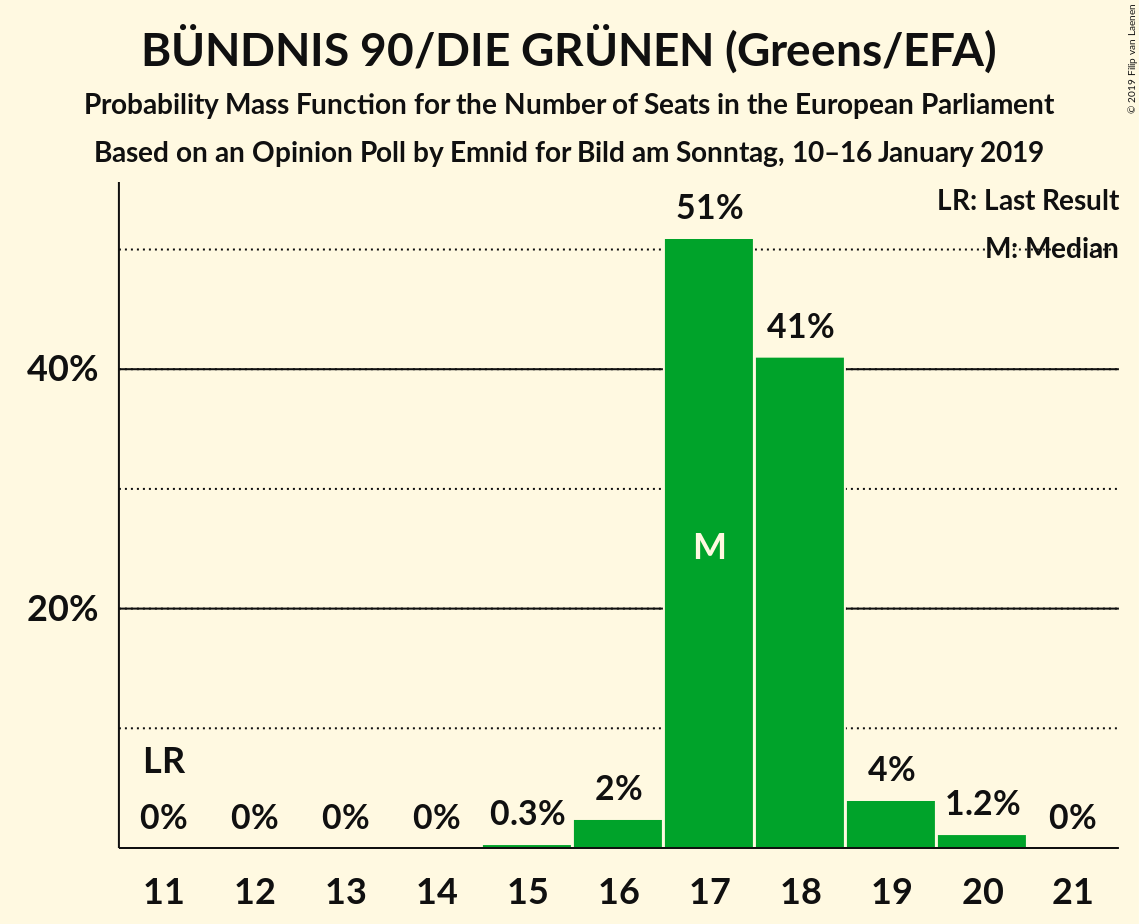 BÜNDNIS 90/DIE GRÜNEN (Greens/EFA)
Probability Mass Function for the Number of Seats in the European Parliament
Based on an Opinion Poll by Emnid for Bild am Sonntag, 10–16 January 2019
© 2019 Filip van Laenen
LR: Last Result
M: Median
51%
41%
40%
M
20%
LR
0% 0% 0% 0% 0.3% 2% 4% 1.2% 0%
11 12 13 14 15 16 17 18 19 20 21